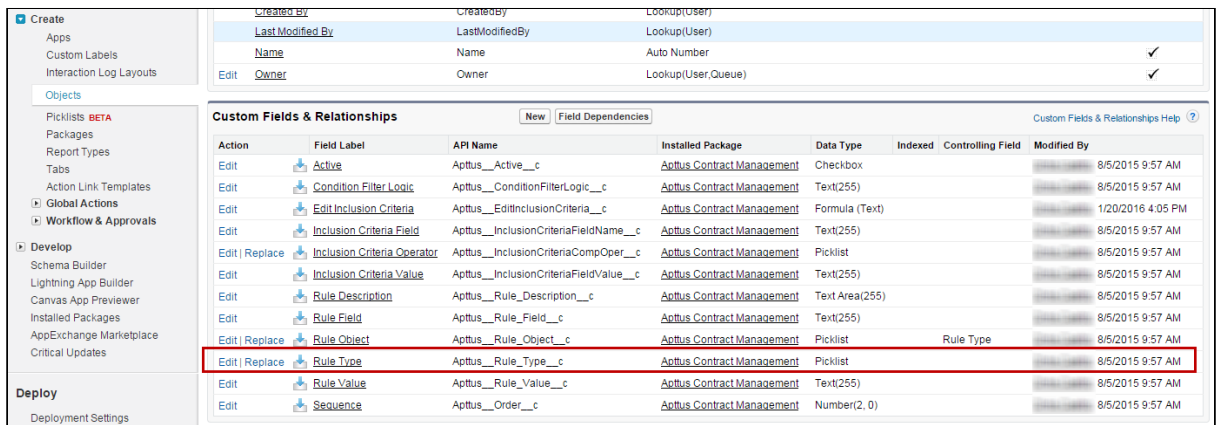 Create
Apps
Custom Labels
Interaction Log Layouts
Objects
Picklists BETA
Packages
Report Types
Tabs
Action Link Templates
Global Actions
Workflow & Approvals
Develop
Schema Builder
Lightning App Builder
Canvas App Previewer
Installed Packages
AppExchange Marketplace
Critical Updates
Deploy
Deployment Settings
Created By CreatedBy Lookup(User)
Last Modified By LastModifiedBy Lookup(User)
Name Name Auto Number
Edit Owner Owner Lookup(User,Queue)
Custom Fields & Relationships New Field Dependencies Custom Fields & Relationships Help ?
Action Field Label API Name Installed Package Data Type Indexed Controlling Field Modified By
Edit Active Apttus__Active__c Apttus Contract Management Checkbox 8/5/2015 9:57 AM
Edit Condition Filter Logic Apttus__ConditionFilterLogic__c Apttus Contract Management Text(255) 8/5/2015 9:57 AM
Edit Edit Inclusion Criteria Apttus__EditInclusionCriteria__c Apttus Contract Management Formula (Text) 1/20/2016 4:05 PM
Edit Inclusion Criteria Field Apttus__InclusionCriteriaFieldName__c Apttus Contract Management Text(255) 8/5/2015 9:57 AM
Edit | Replace Inclusion Criteria Operator Apttus__InclusionCriteriaCompOper__c Apttus Contract Management Picklist 8/5/2015 9:57 AM
Edit Inclusion Criteria Value Apttus__InclusionCriteriaFieldValue__c Apttus Contract Management Text(255) 8/5/2015 9:57 AM
Edit Rule Description Apttus__Rule_Description__c Apttus Contract Management Text Area(255) 8/5/2015 9:57 AM
Edit Rule Field Apttus__Rule_Field__c Apttus Contract Management Text(255) 8/5/2015 9:57 AM
Edit | Replace Rule Object Apttus__Rule_Object__c Apttus Contract Management Picklist Rule Type 8/5/2015 9:57 AM
Edit | Replace Rule Type Apttus__Rule_Type__c Apttus Contract Management Picklist 8/5/2015 9:57 AM
Edit Rule Value Apttus__Rule_Value__c Apttus Contract Management Text(255) 8/5/2015 9:57 AM
Edit Sequence Apttus__Order__c Apttus Contract Management Number(2, 0) 8/5/2015 9:57 AM